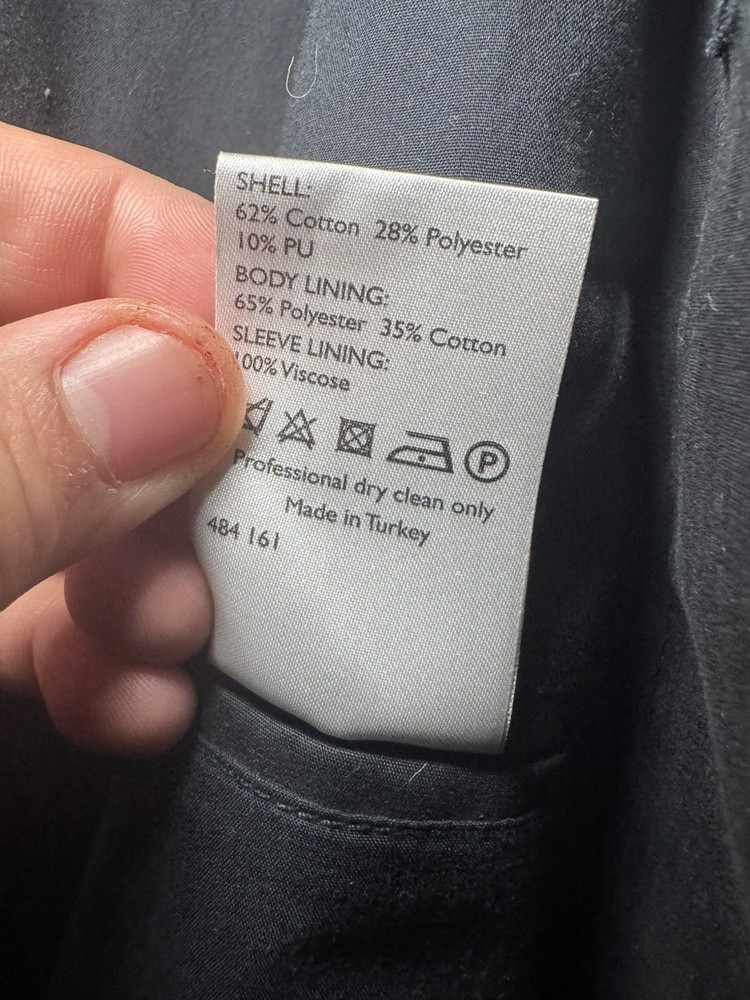 SHELL:
62% Cotton 28% Polyester
10% PU
BODY LINING:
65% Polyester 35% Cotton
SLEEVE LINING:
100% Viscose
P
Professional dry clean only
Made in Turkey
484 161